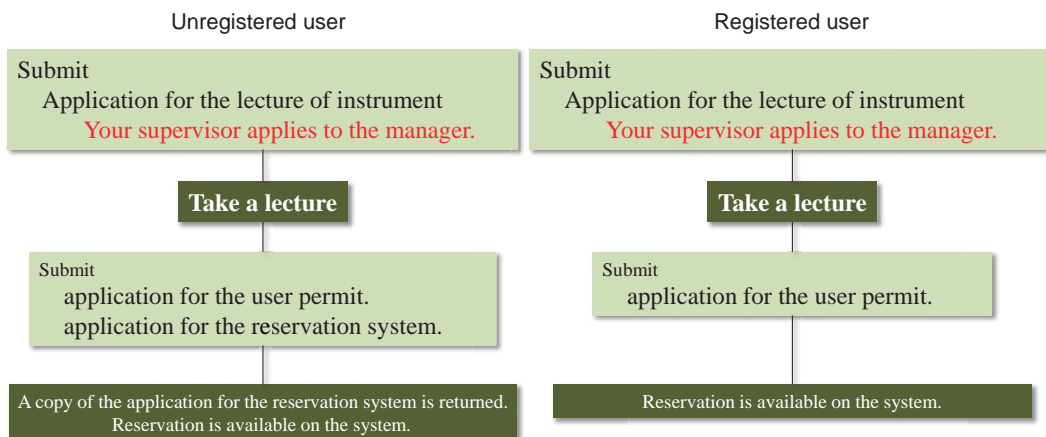 Unregistered user
Submit
Application for the lecture of instrument
Your supervisor applies to the manager.
Take a lecture
Submit
application for the user permit.
application for the reservation system.
A copy of the application for the reservation system is returned.
Reservation is available on the system.
Registered user
Submit
Application for the lecture of instrument
Your supervisor applies to the manager.
Take a lecture
Submit
application for the user permit.
Reservation is available on the system.